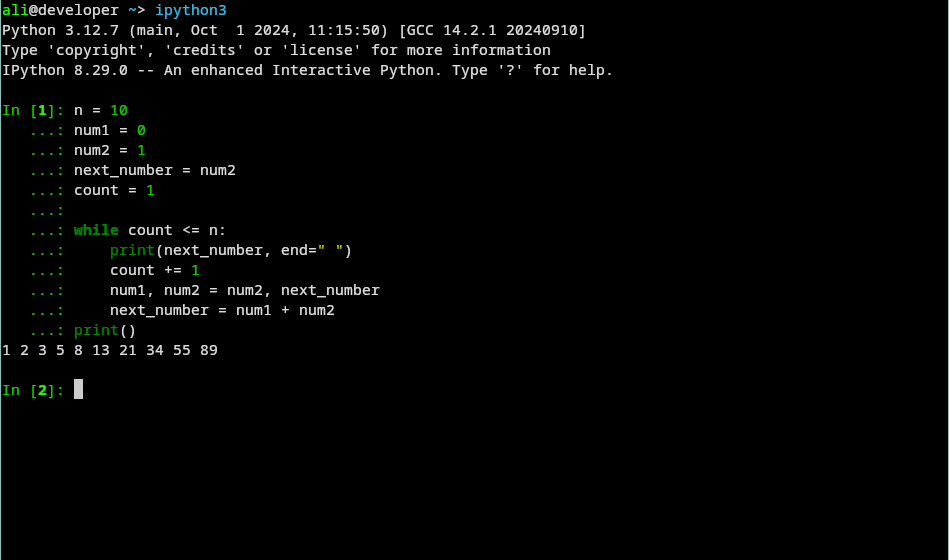 ali@developer ~> ipython3
Python 3.12.7 (main, Oct  1 2024, 11:15:50) [GCC 14.2.1 20240910]
Type 'copyright', 'credits' or 'license' for more information
IPython 8.29.0 -- An enhanced Interactive Python. Type '?' for help.

In [1]: n = 10
   ...: num1 = 0
   ...: num2 = 1
   ...: next_number = num2
   ...: count = 1
   ...:
   ...: while count <= n:
   ...:     print(next_number, end=" ")
   ...:     count += 1
   ...:     num1, num2 = num2, next_number
   ...:     next_number = num1 + num2
   ...: print()
1 2 3 5 8 13 21 34 55 89

In [2]: